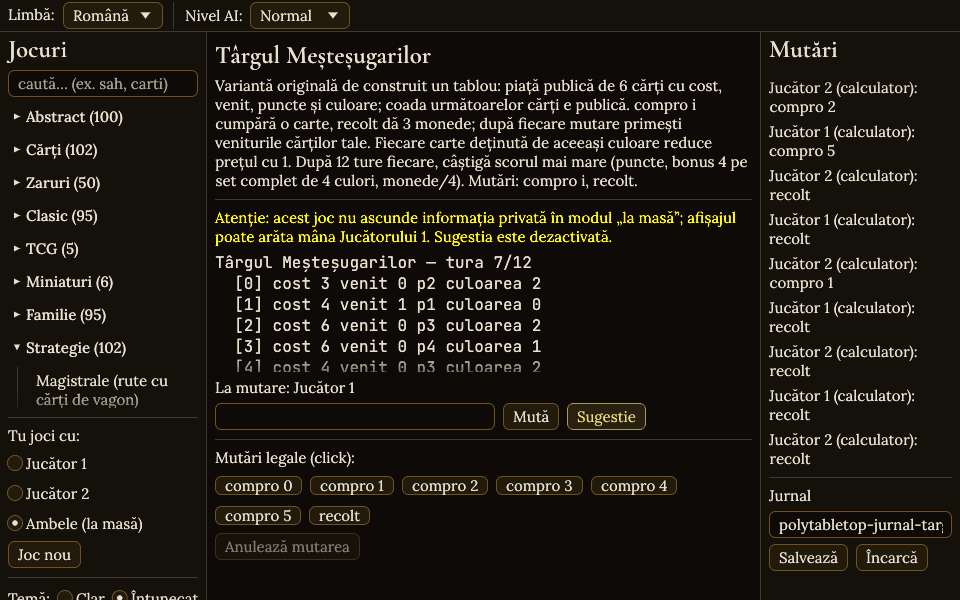 Limbă: Română Nivel AI: Normal
Jocuri
caută... (ex. sah, carti)
Abstract (100)
Cărți (102)
Zaruri (50)
Clasic (95)
TCG (5)
Miniaturi (6)
Familie (95)
Strategie (102)
Magistrale (rute cu
cărți de vagon)
Tu joci cu:
Jucător 1
Jucător 2
Ambele (la masă)
Joc nou
Temă: Clar Întunecat
Târgul Meșteșugarilor
Variantă originală de construit un tablou: piață publică de 6 cărți cu cost,
venit, puncte și culoare; coada următoarelor cărți e publică. compro i
cumpără o carte, recolt dă 3 monede; după fiecare mutare primești
veniturile cărților tale. Fiecare carte deținută de aceeași culoare reduce
prețul cu 1. După 12 ture fiecare, câștigă scorul mai mare (puncte, bonus 4 pe
set complet de 4 culori, monede/4). Mutări: compro i, recolt.
Atenție: acest joc nu ascunde informația privată în modul „la masă”; afișajul
poate arăta mâna Jucătorului 1. Sugestia este dezactivată.
Târgul Meșteșugarilor — tura 7/12
[0] cost 3 venit 0 p2 culoarea 2
[1] cost 4 venit 1 p1 culoarea 0
[2] cost 6 venit 0 p3 culoarea 2
[3] cost 6 venit 0 p4 culoarea 1
[4] cost 4 venit 0 p3 culoarea 2
La mutare: Jucător 1
Mută Sugestie
Mutări legale (click):
compro 0 compro 1 compro 2 compro 3 compro 4
compro 5 recolt
Anulează mutarea
Mutări
Jucător 2 (calculator):
compro 2
Jucător 1 (calculator):
compro 5
Jucător 2 (calculator):
recolt
Jucător 1 (calculator):
recolt
Jucător 2 (calculator):
compro 1
Jucător 1 (calculator):
recolt
Jucător 2 (calculator):
recolt
Jucător 1 (calculator):
recolt
Jucător 2 (calculator):
recolt
Jurnal
polytabletop-jurnal-tar
Salvează Încarcă